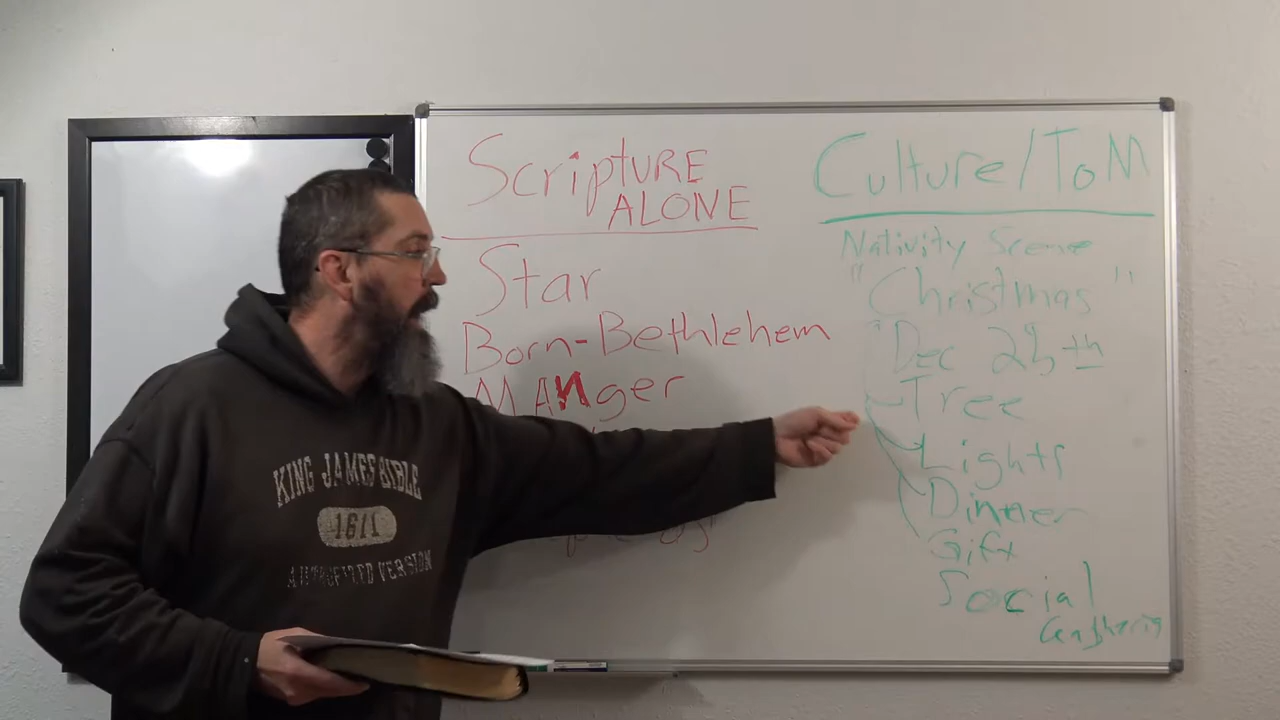 Scripture
ALONE
Star
Born-Bethlehem
MAnger
Culture/ToM
Nativity Scene
"Christmas"
"Dec 25th
Tree
Lights
Dinner
Gifts
Social
Gathering
KING JAMES BIBLE
1611
AUTHORIZED VERSION